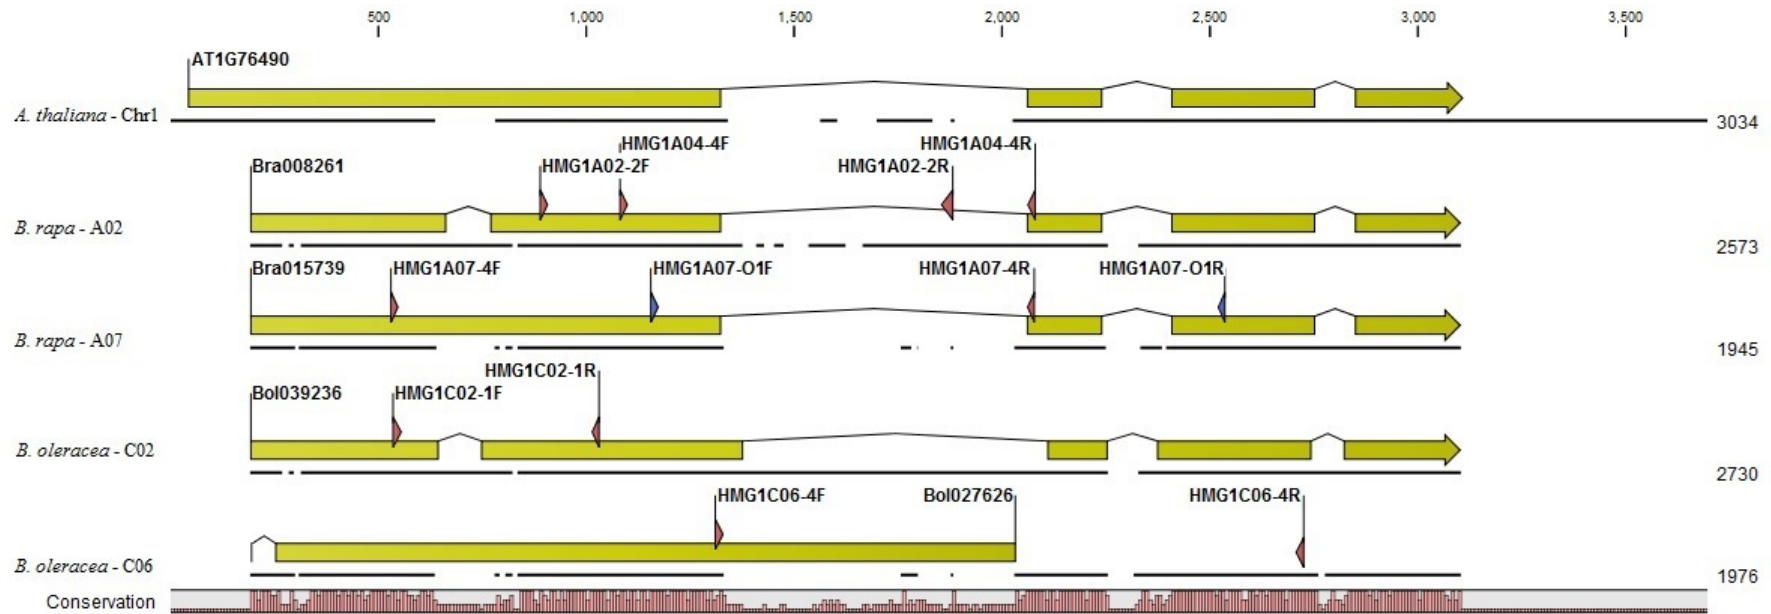 500 1,000 1,500 2,000 2,500 3,000 3,500
AT1G76490
A. thaliana - Chr1
3034
HMG1A04-4F HMG1A04-4R
Bra008261 HMG1A02-2F HMG1A02-2R
B. rapa - A02
2573
Bra015739 HMG1A07-4F HMG1A07-O1F HMG1A07-4R HMG1A07-O1R
B. rapa - A07
1945
HMG1C02-1R
Bol039236 HMG1C02-1F
B. oleracea - C02
2730
HMG1C06-4F Bol027626 HMG1C06-4R
B. oleracea - C06
1976
Conservation